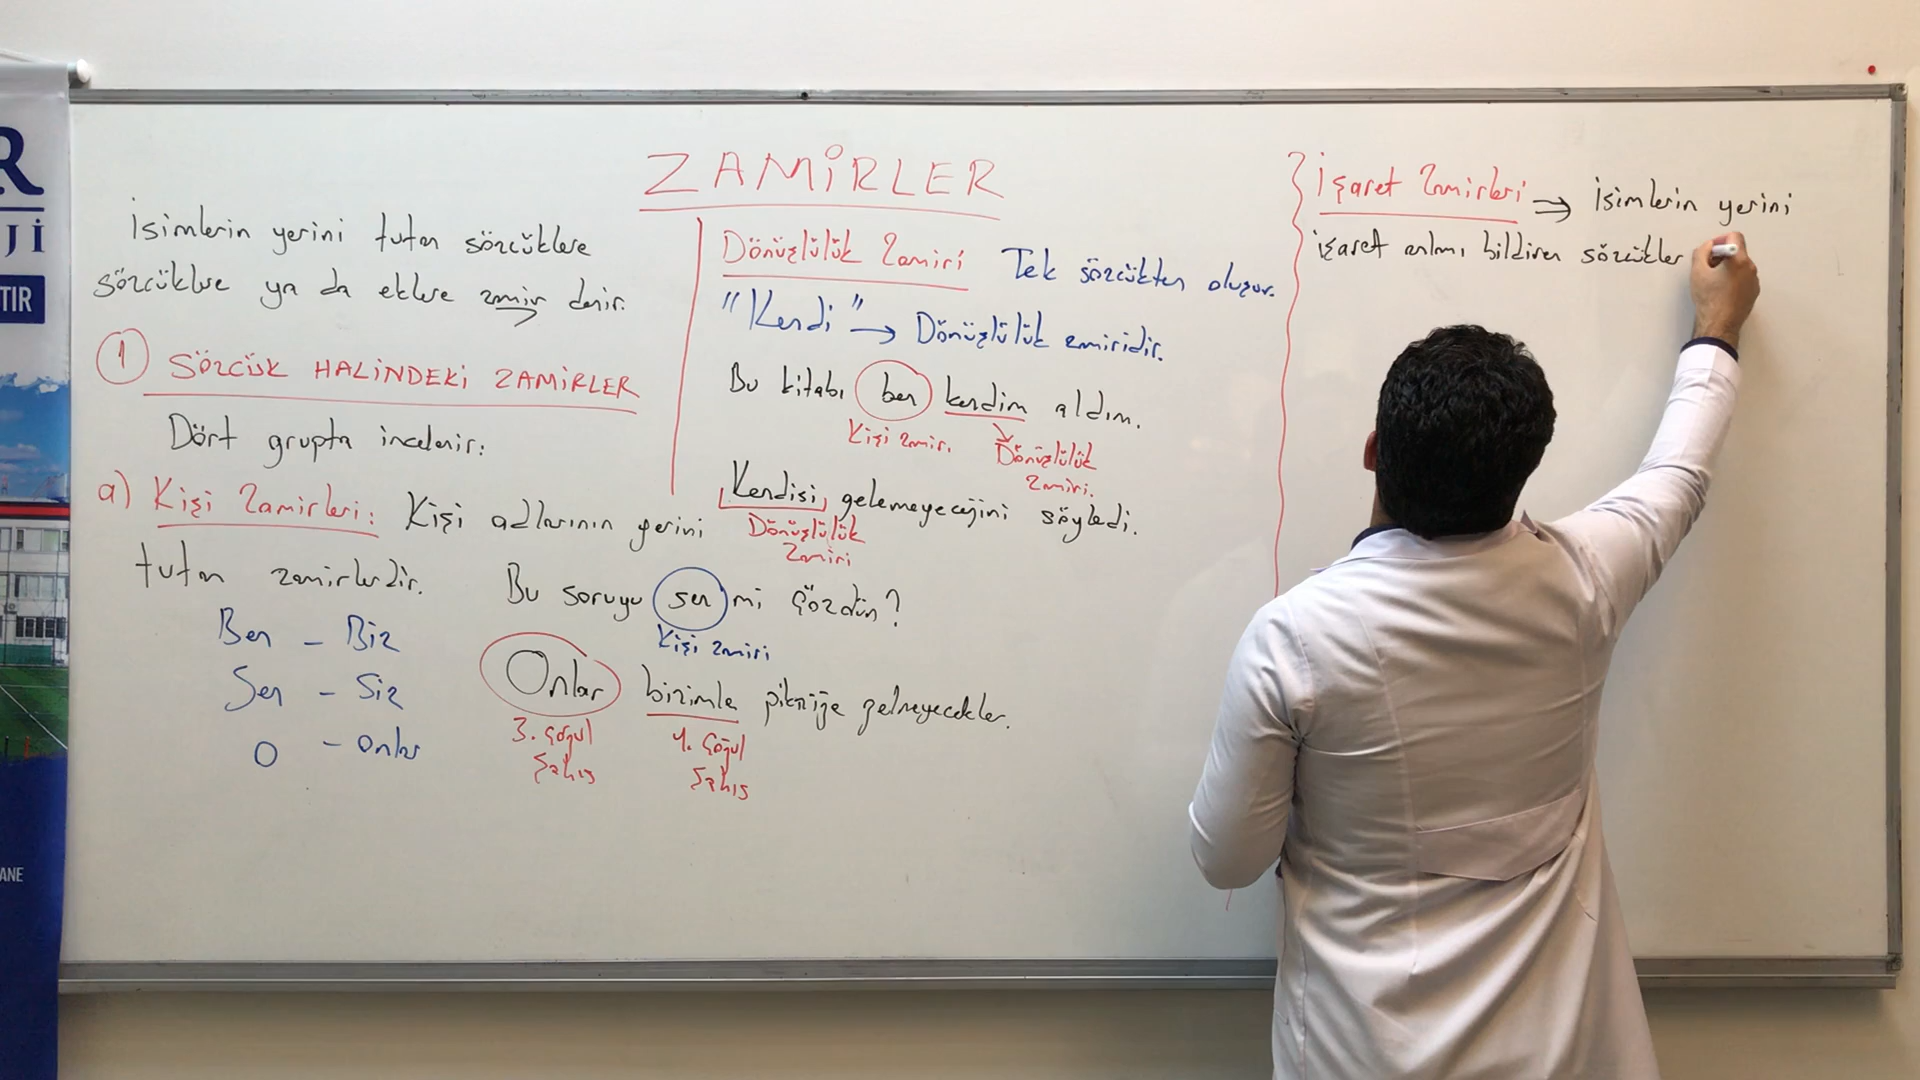 R
Jİ
TIR
ANE
ZAMİRLER
İsimlerin yerini tutan sözcüklere
sözcüklere ya da eklere zamir denir.
1 SÖZCÜK HALİNDEKİ ZAMİRLER
Dört grupta incelenir:
a) Kişi Zamirleri: Kişi adlarının yerini
tutan zamirlerdir.
Ben - Biz
Sen - Siz
O - Onlar
Bu soruyu sen mi çözdün?
Kişi zamiri
Onlar bizimle pikniğe gelmeyecekler.
3. çoğul
şahıs
1. çoğul
şahıs
Dönüşlülük Zamiri Tek sözcükten oluşur.
"Kendi" → Dönüşlülük zamiridir.
Bu kitabı ben kendim aldım.
Kişi zamir.
Dönüşlülük
zamiri.
Kendisi gelemeyeceğini söyledi.
Dönüşlülük
zamiri
İşaret Zamirleri ⇒ İsimlerin yerini
işaret anlamı bildiren sözcükler